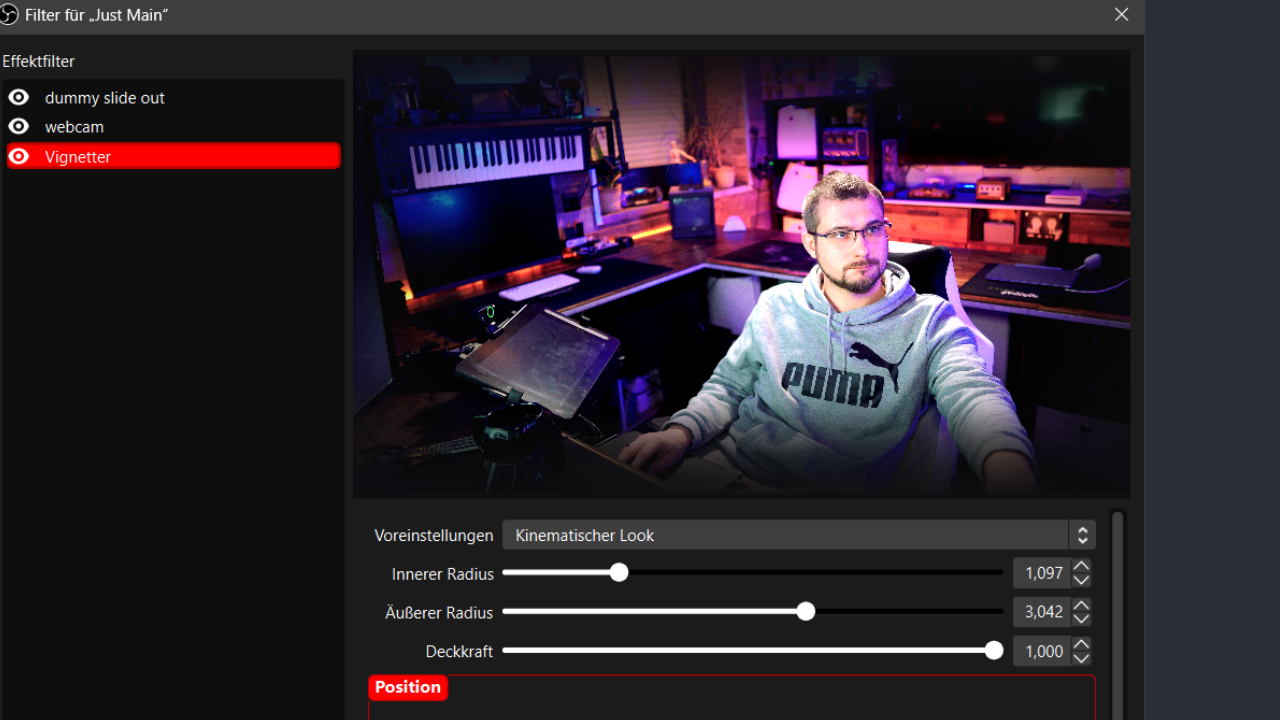 Filter für „Just Main“
Effektfilter
dummy slide out
webcam
Vignetter
PUMA
Voreinstellungen Kinematischer Look
Innerer Radius 1,097
Äußerer Radius 3,042
Deckkraft 1,000
Position